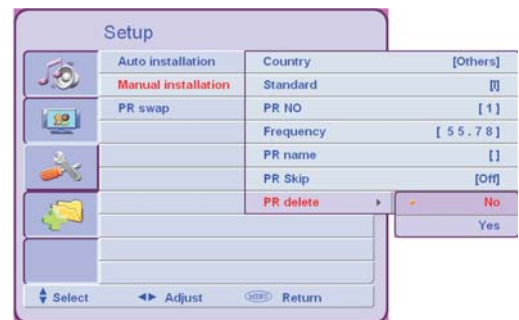 Setup
Auto installation
Manual installation
PR swap
Country [Others]
Standard [I]
PR NO [1]
Frequency [ 55.78]
PR name []
PR Skip [Off]
PR delete No
Yes
Select Adjust MENU Return